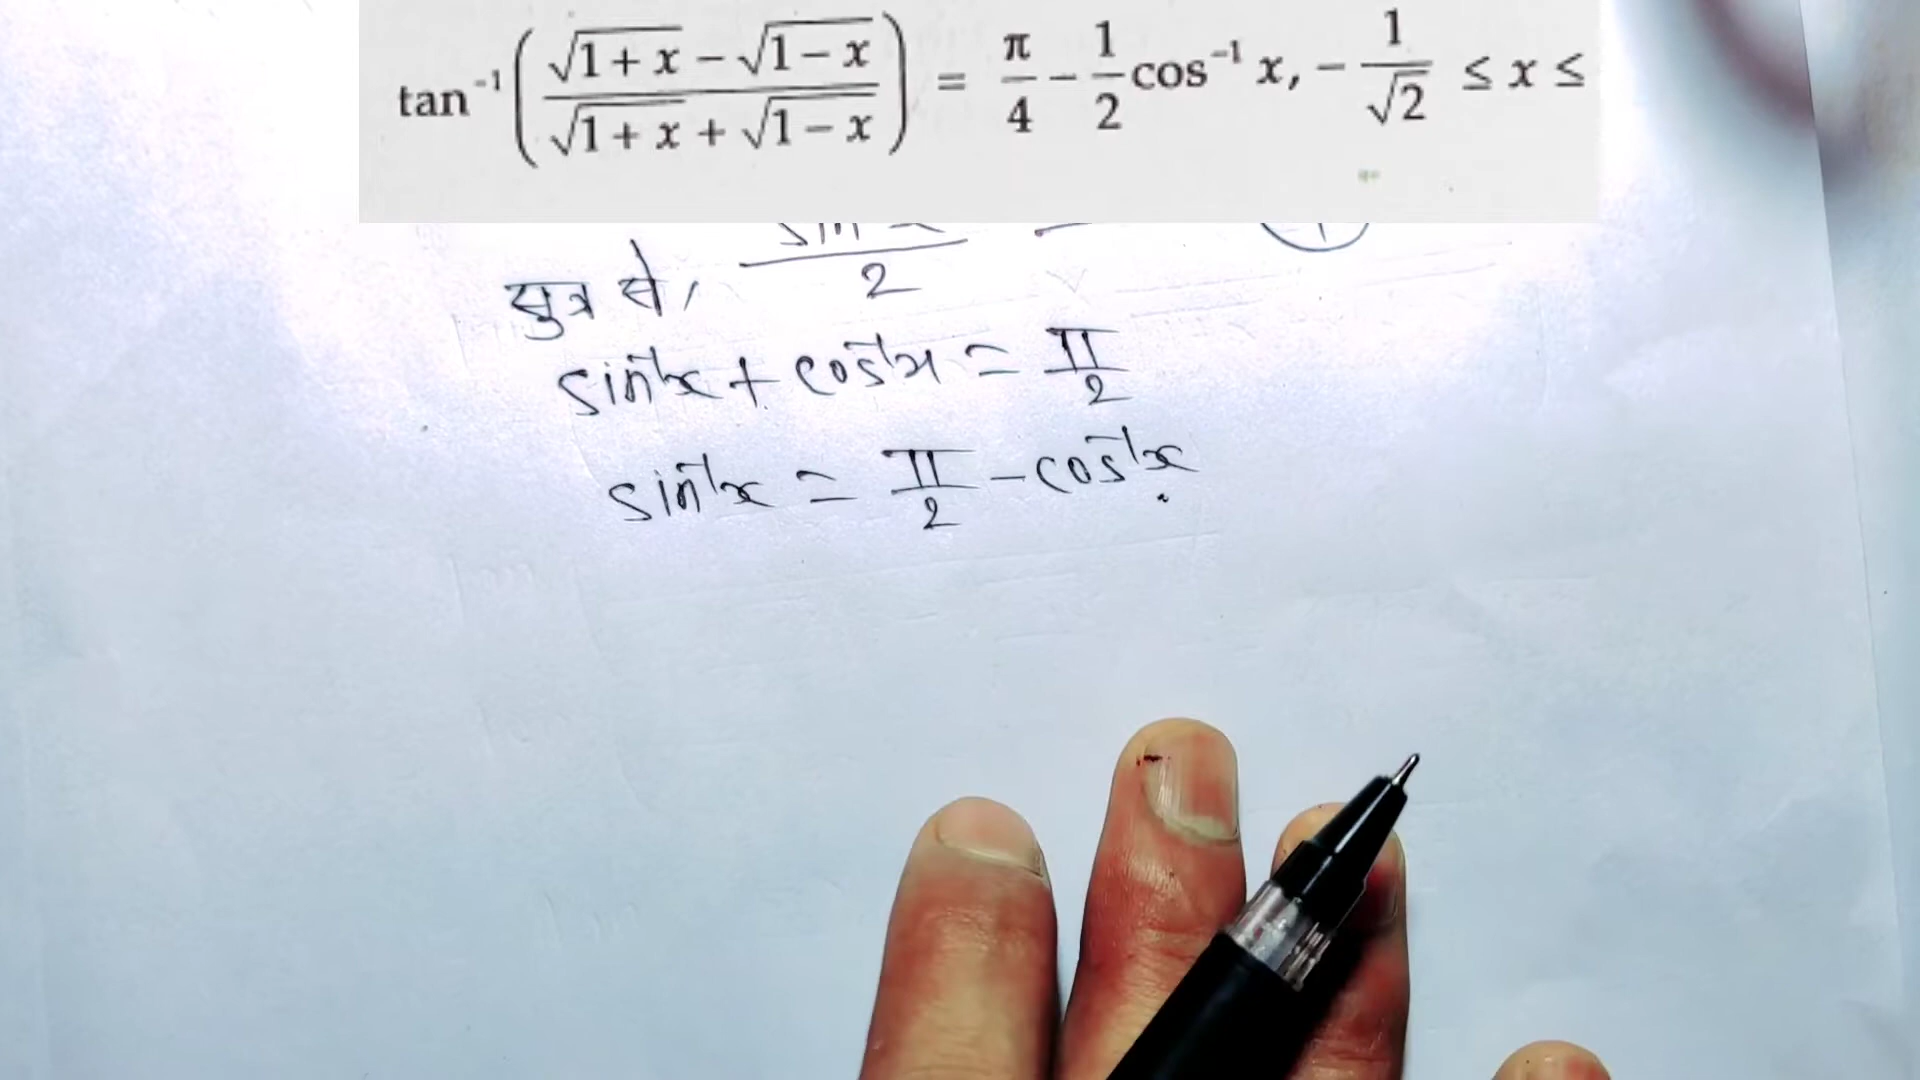 tan⁻¹((√(1+x) − √(1−x))/(√(1+x) + √(1−x))) = π/4 − 1/2 cos⁻¹ x, −1/√2 ≤ x ≤
सुत्र से, 2
sin⁻¹x + cos⁻¹x = π/2
sin⁻¹x = π/2 − cos⁻¹x